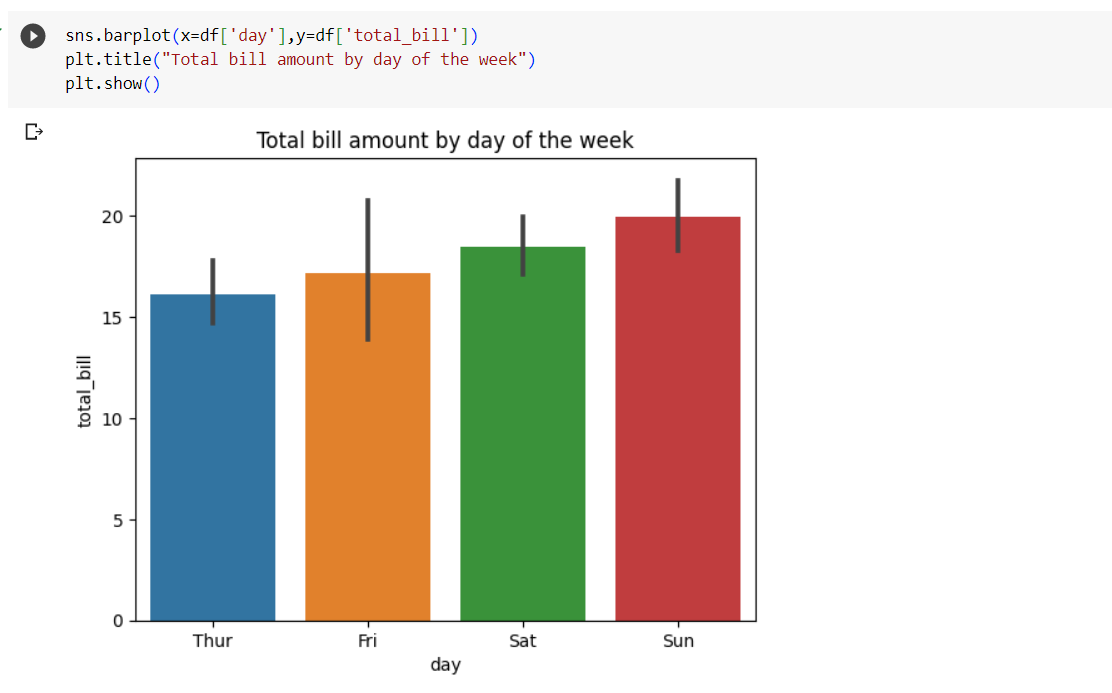 sns.barplot(x=df['day'],y=df['total_bill'])
plt.title("Total bill amount by day of the week")
plt.show()
Total bill amount by day of the week
20
15
10
5
0
total_bill
Thur Fri Sat Sun
day